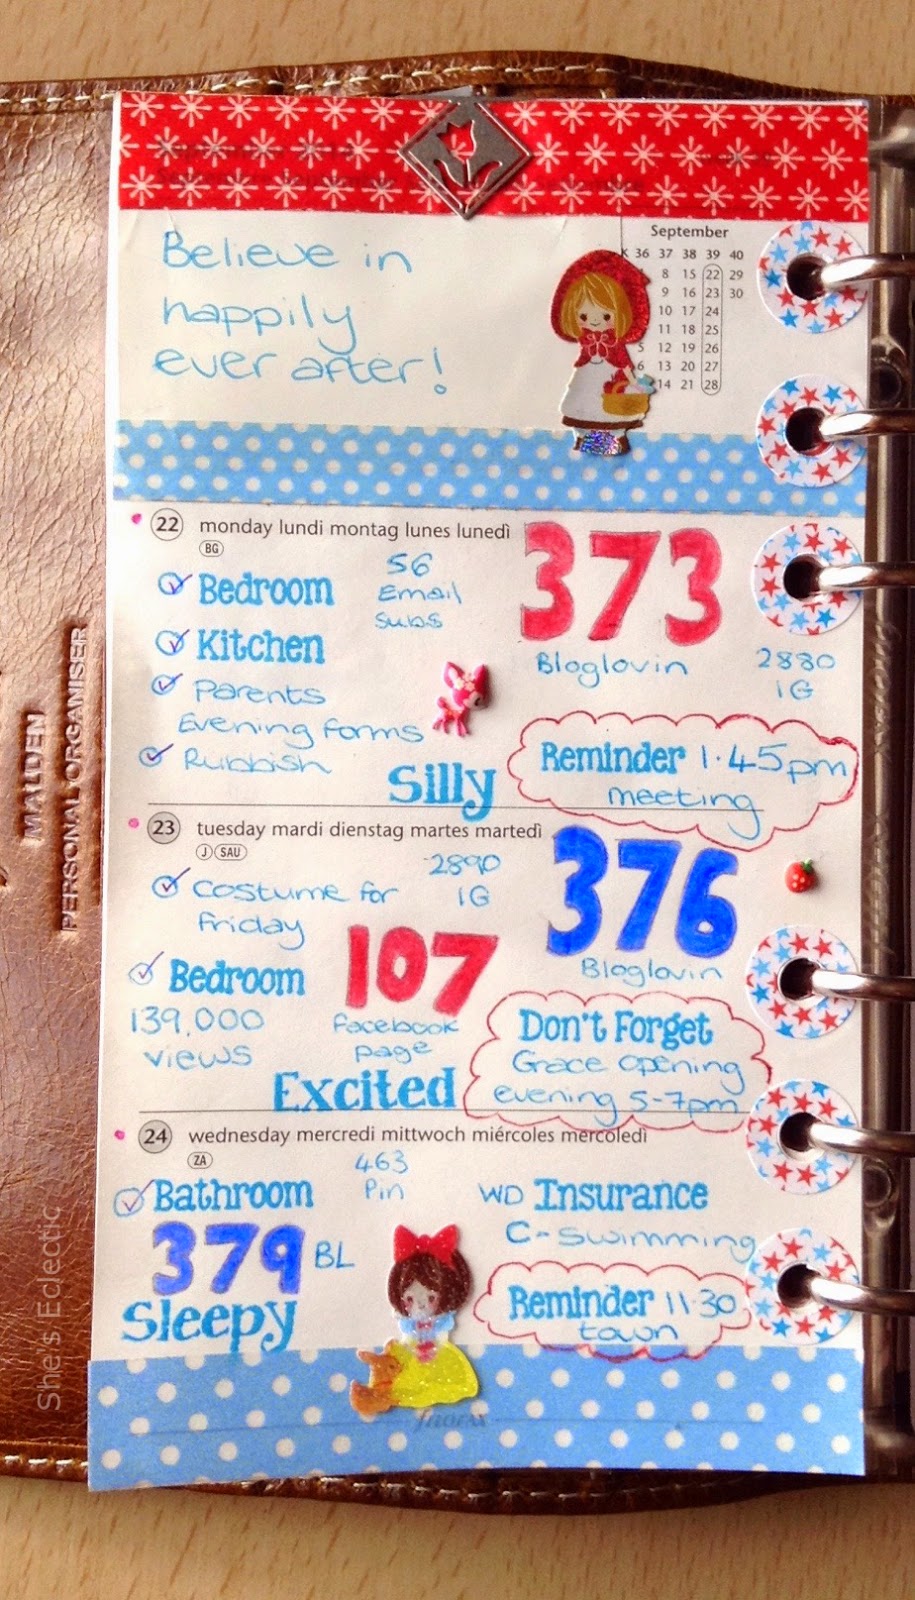 Believe in
happily
ever after!
September
36 37 38 39 40
8 15 22 29
9 16 23 30
10 17 24
11 18 25
5 12 19 26
6 13 20 27
14 21 28
22 monday lundi montag lunes lunedì
BG
Bedroom
56
Email
subs
373
Bloglovin
2880
IG
Kitchen
Parents
Evening forms
Rubbish
Silly
Reminder 1.45pm
meeting
23 tuesday mardi dienstag martes martedì
J SAU
Costume for
Friday
2890
IG
376
Bloglovin
Bedroom
139,000
views
107
Facebook
page
Excited
Don't Forget
Grace opening
evening 5-7pm
24 wednesday mercredi mittwoch miércoles mercoledì
ZA
Bathroom
463
Pin
WD Insurance
C- Swimming
379 BL
Sleepy
Reminder 11.30
town
filofax
MALDEN
PERSONAL ORGANISER
She's Eclectic